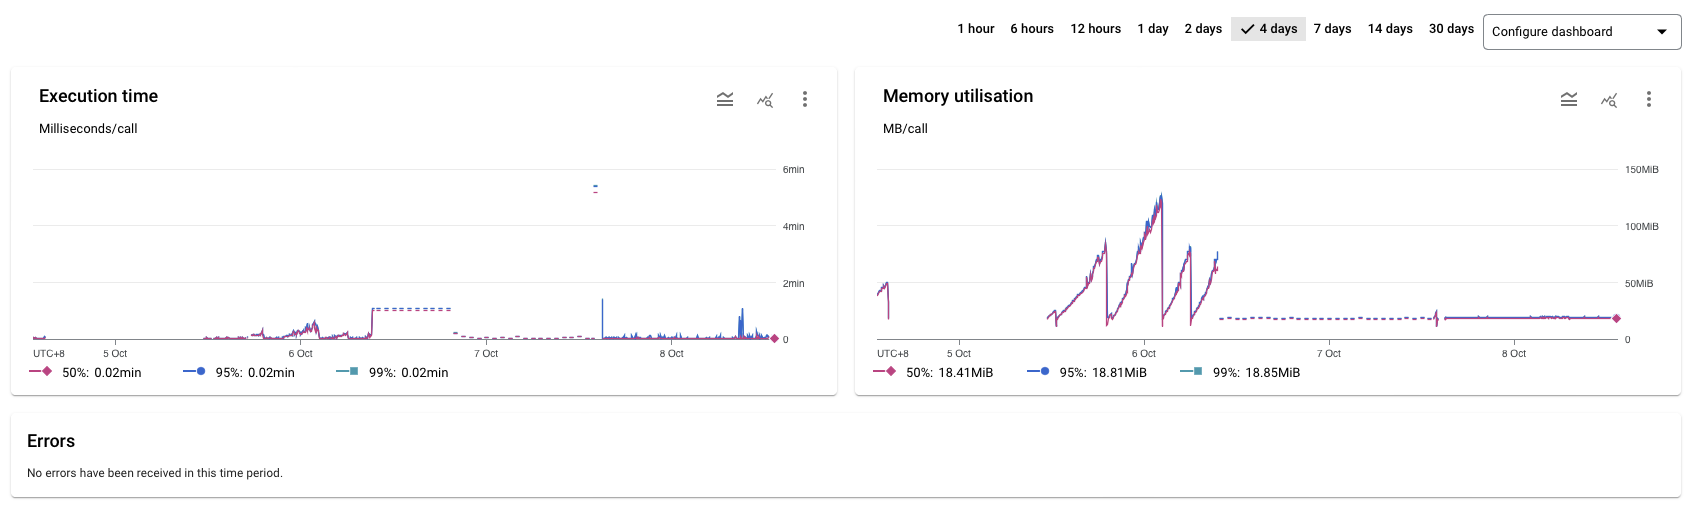 1 hour 6 hours 12 hours 1 day 2 days 4 days 7 days 14 days 30 days Configure dashboard
Execution time
Milliseconds/call
6min
4min
2min
0
UTC+8 5 Oct 6 Oct 7 Oct 8 Oct
50%: 0.02min 95%: 0.02min 99%: 0.02min
Memory utilisation
MB/call
150MiB
100MiB
50MiB
0
UTC+8 5 Oct 6 Oct 7 Oct 8 Oct
50%: 18.41MiB 95%: 18.81MiB 99%: 18.85MiB
Errors
No errors have been received in this time period.